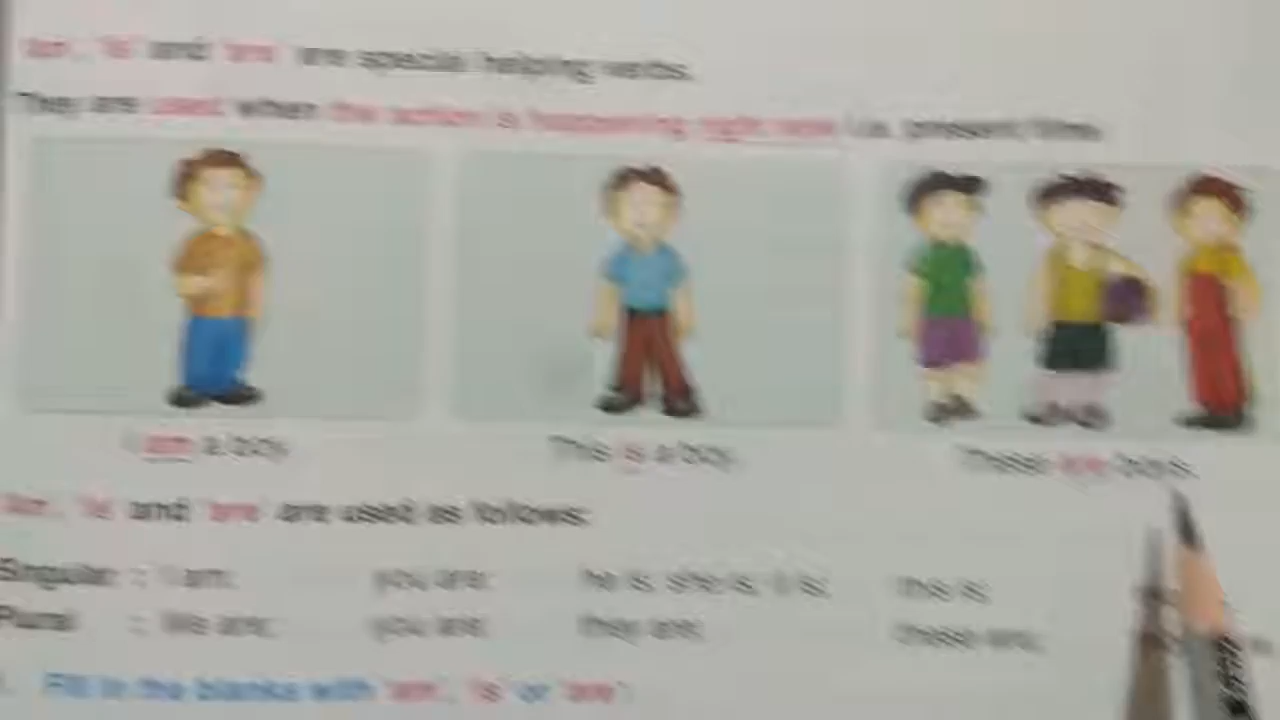 'am', 'is' and 'are' are special helping verbs.
They are used when the action is happening right now i.e. present time.
I am a boy.
This is a boy.
These are boys.
'am', 'is' and 'are' are used as follows:
Singular : I am; you are; he is, she is, it is; this is;
Plural : We are; you are; they are; these are;
Fill in the blanks with 'am', 'is' or 'are':